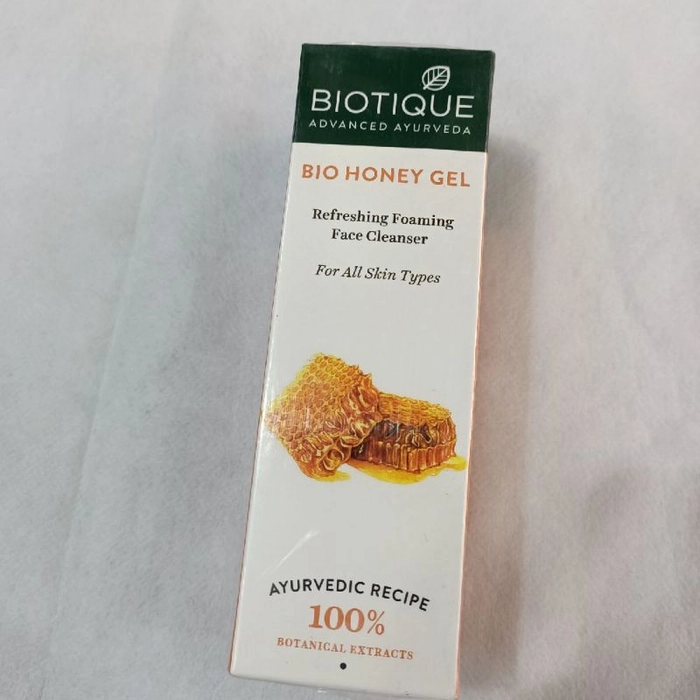 BIOTIQUE
ADVANCED AYURVEDA
BIO HONEY GEL
Refreshing Foaming
Face Cleanser
For All Skin Types
AYURVEDIC RECIPE
100%
BOTANICAL EXTRACTS